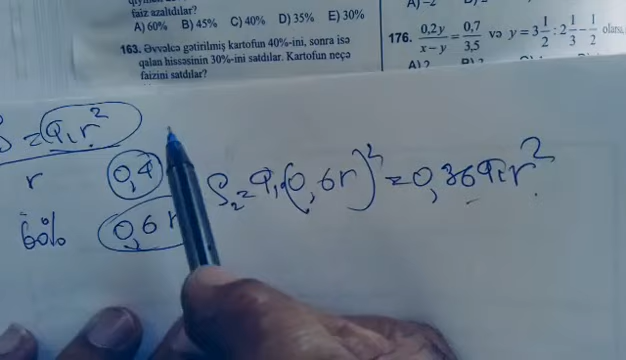 faiz azaldılar?
A) 60% B) 45% C) 40% D) 35% E) 30%
163. Əvvəlcə gətirilmiş kartofun 40%-ini, sonra isə
qalan hissəsinin 30%-ini satdılar. Kartofun neçə
faizini satdılar?
176. 0,2y/x−y = 0,7/3,5 və y = 3 1/2 : 2 1/3 − 1/2 olarsa,
S = πr²
r 0,4
60% 0,6r
S₂ = π·(0,6r)² = 0,36πr²